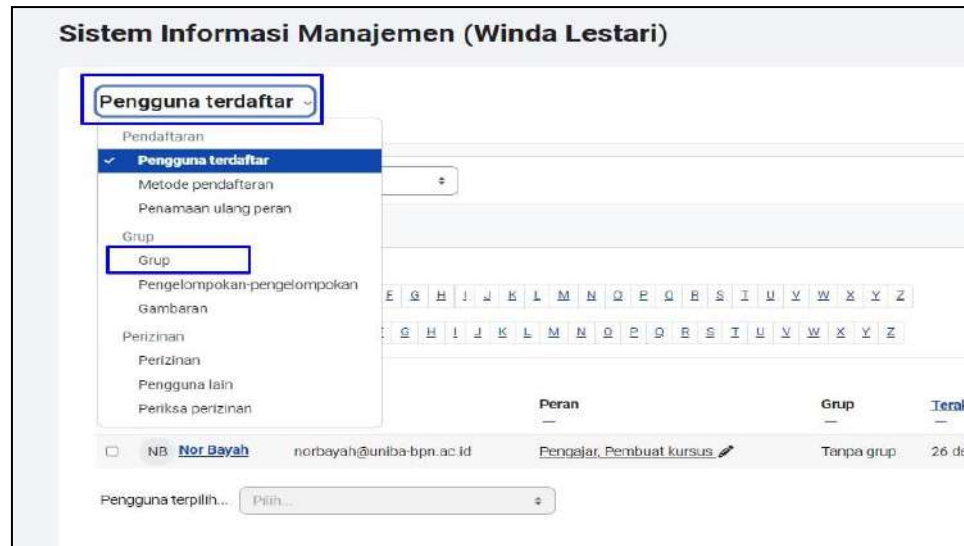 Sistem Informasi Manajemen (Winda Lestari)
Pengguna terdaftar
Pendaftaran
Pengguna terdaftar
Metode pendaftaran
Penamaan ulang peran
Grup
Grup
Pengelompokan-pengelompokan
Gambaran
Perizinan
Perizinan
Pengguna lain
Periksa perizinan
F G H I J K L M N O P Q R S T U V W X Y Z
G H I J K L M N O P Q R S T U V W X Y Z
Peran Grup
NB Nor Bayah norbayah@uniba-bpn.ac.id Pengajar, Pembuat kursus Tanpa grup 26
Pengguna terpilih... Pilih...